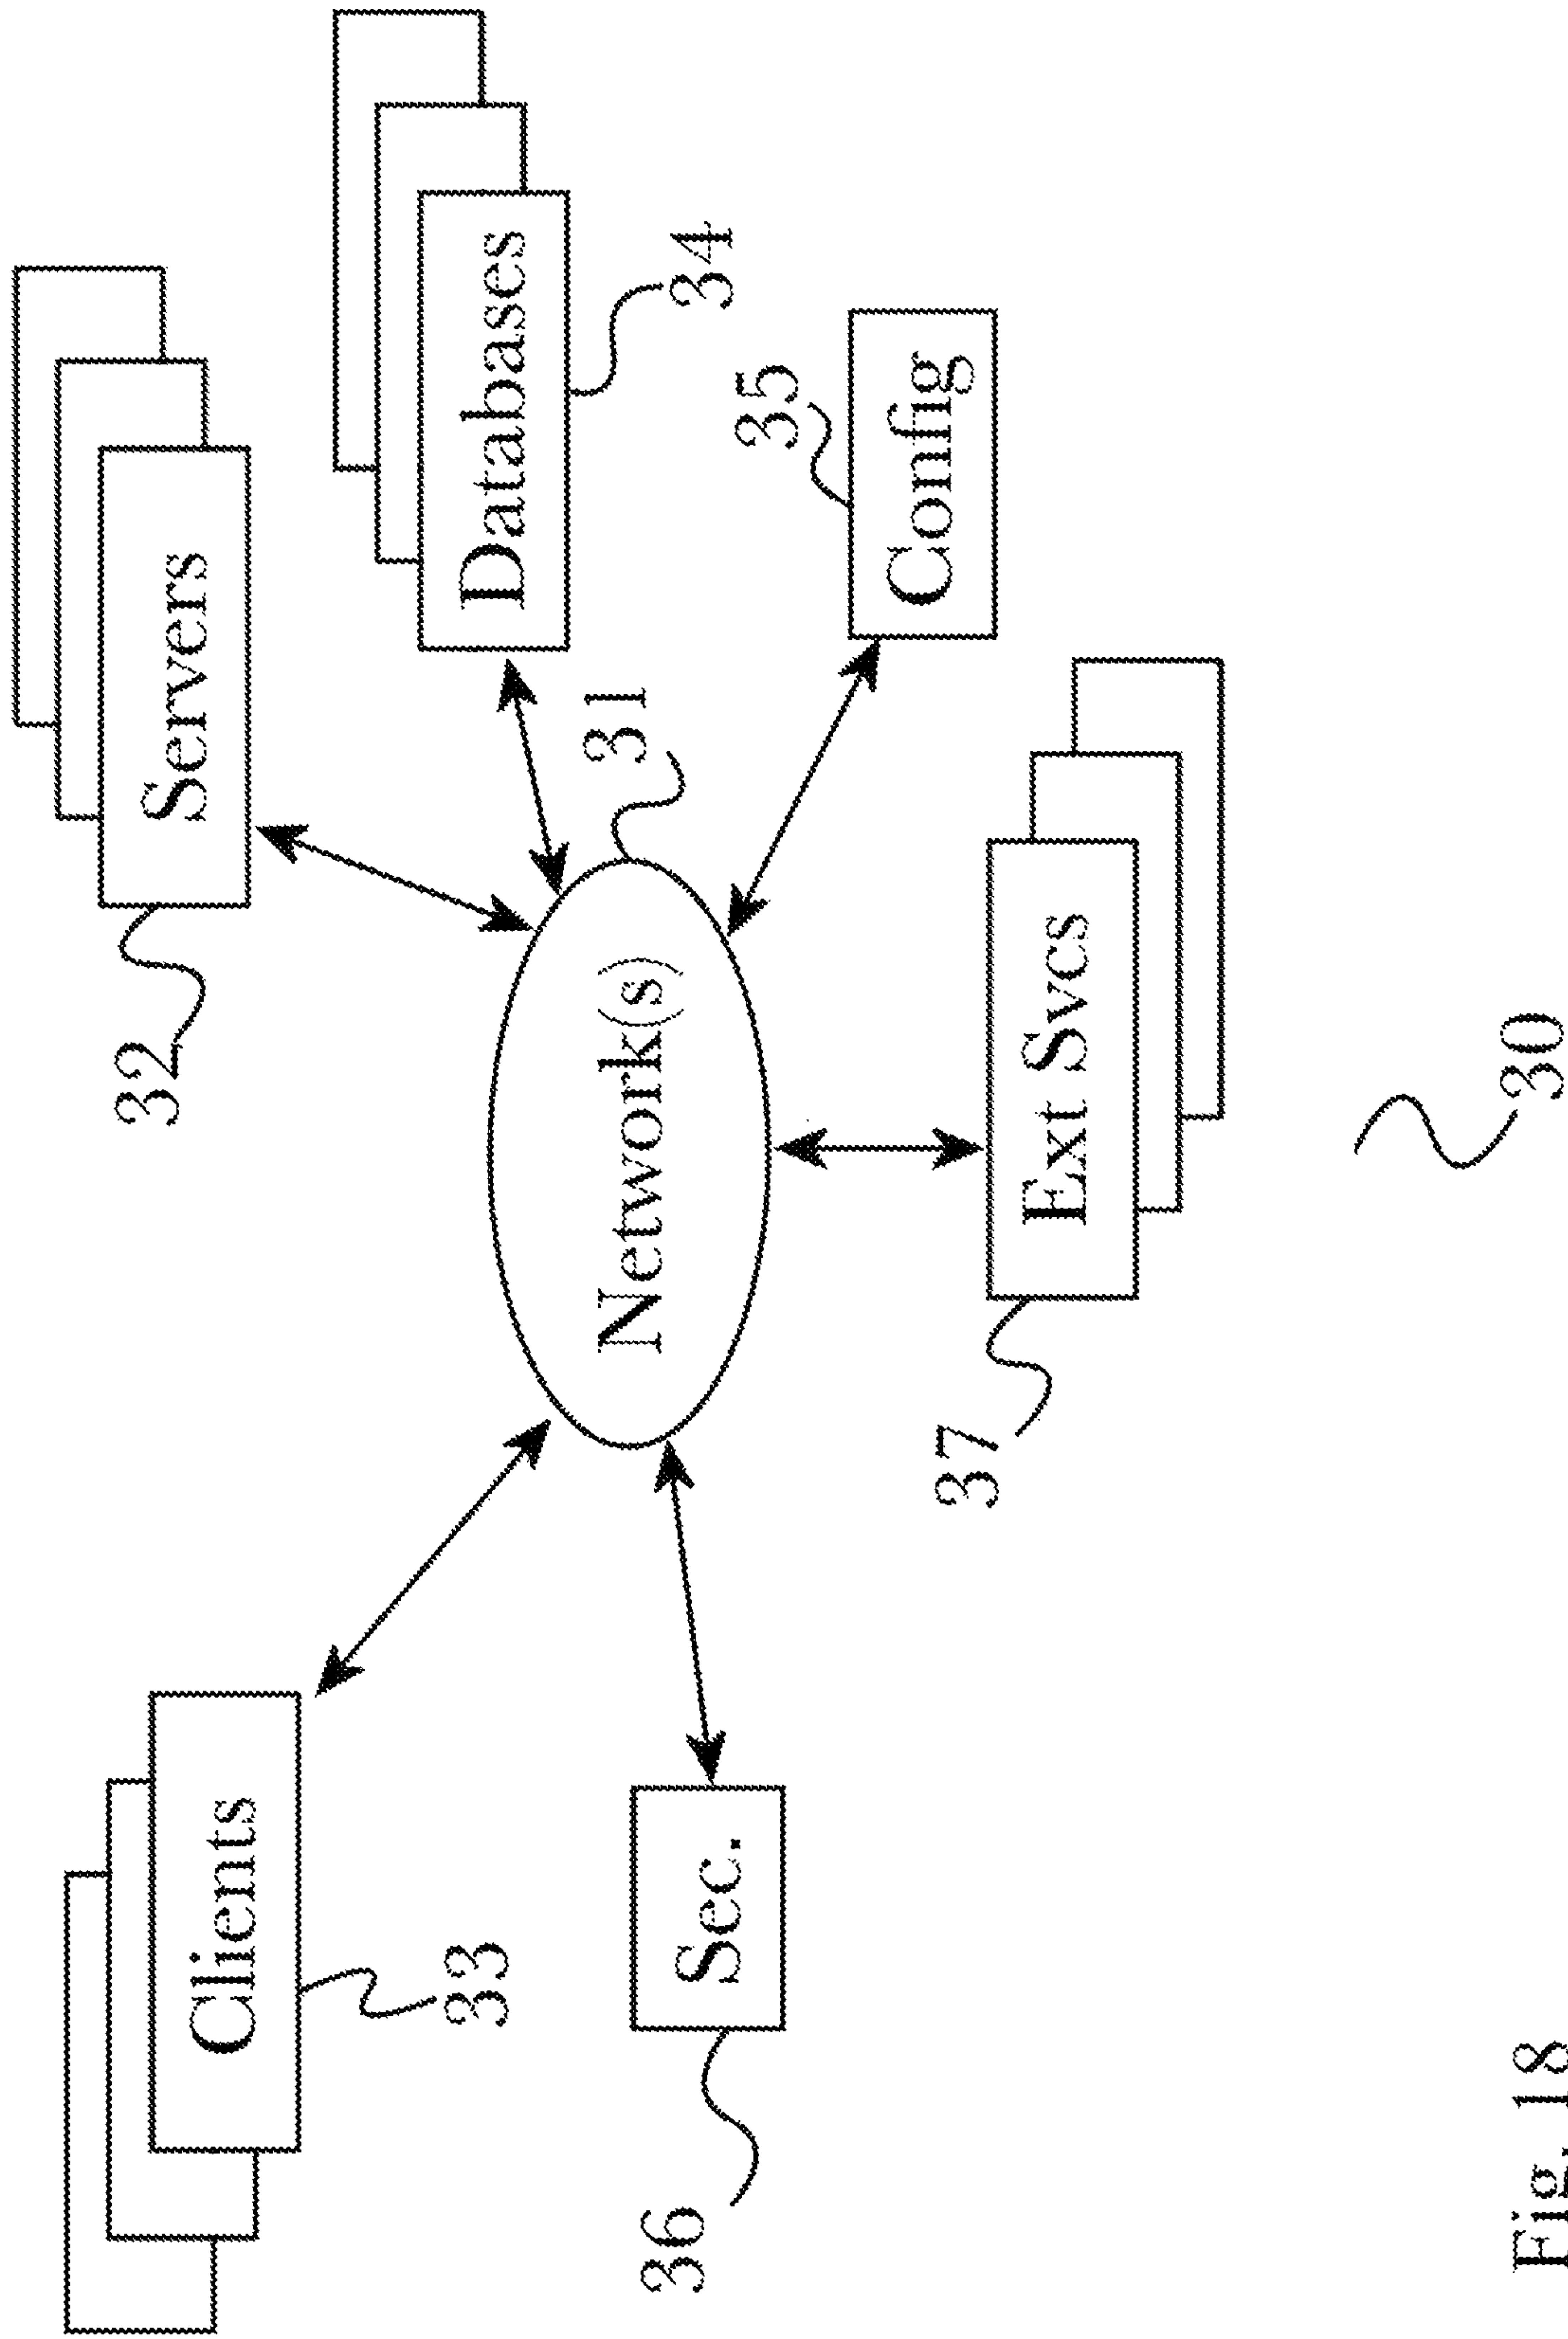 Clients
33
Sec.
36
Servers
32
Databases
34
Network(s)
31
35
Config
Ext Svcs
37
30
Fig. 18